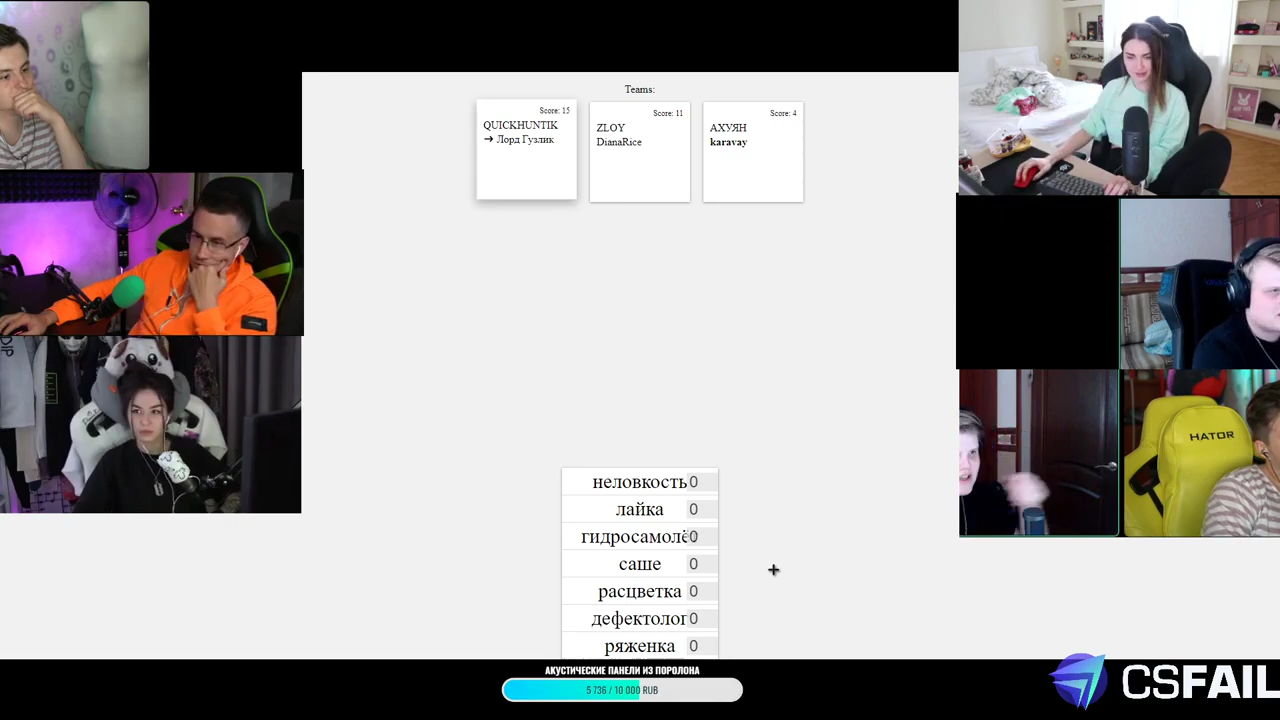 Teams:
Score: 15
QUICKHUNTIK
➔ Лорд Гузлик
Score: 11
ZLOY
DianaRice
Score: 4
АХУЯН
karavay
HATOR
неловкость 0
лайка 0
гидросамолё 0
саше 0
расцветка 0
дефектолог 0
ряженка 0
АКУСТИЧЕСКИЕ ПАНЕЛИ ИЗ ПОРОЛОНА
5 736 / 10 000 RUB
CSFAIL